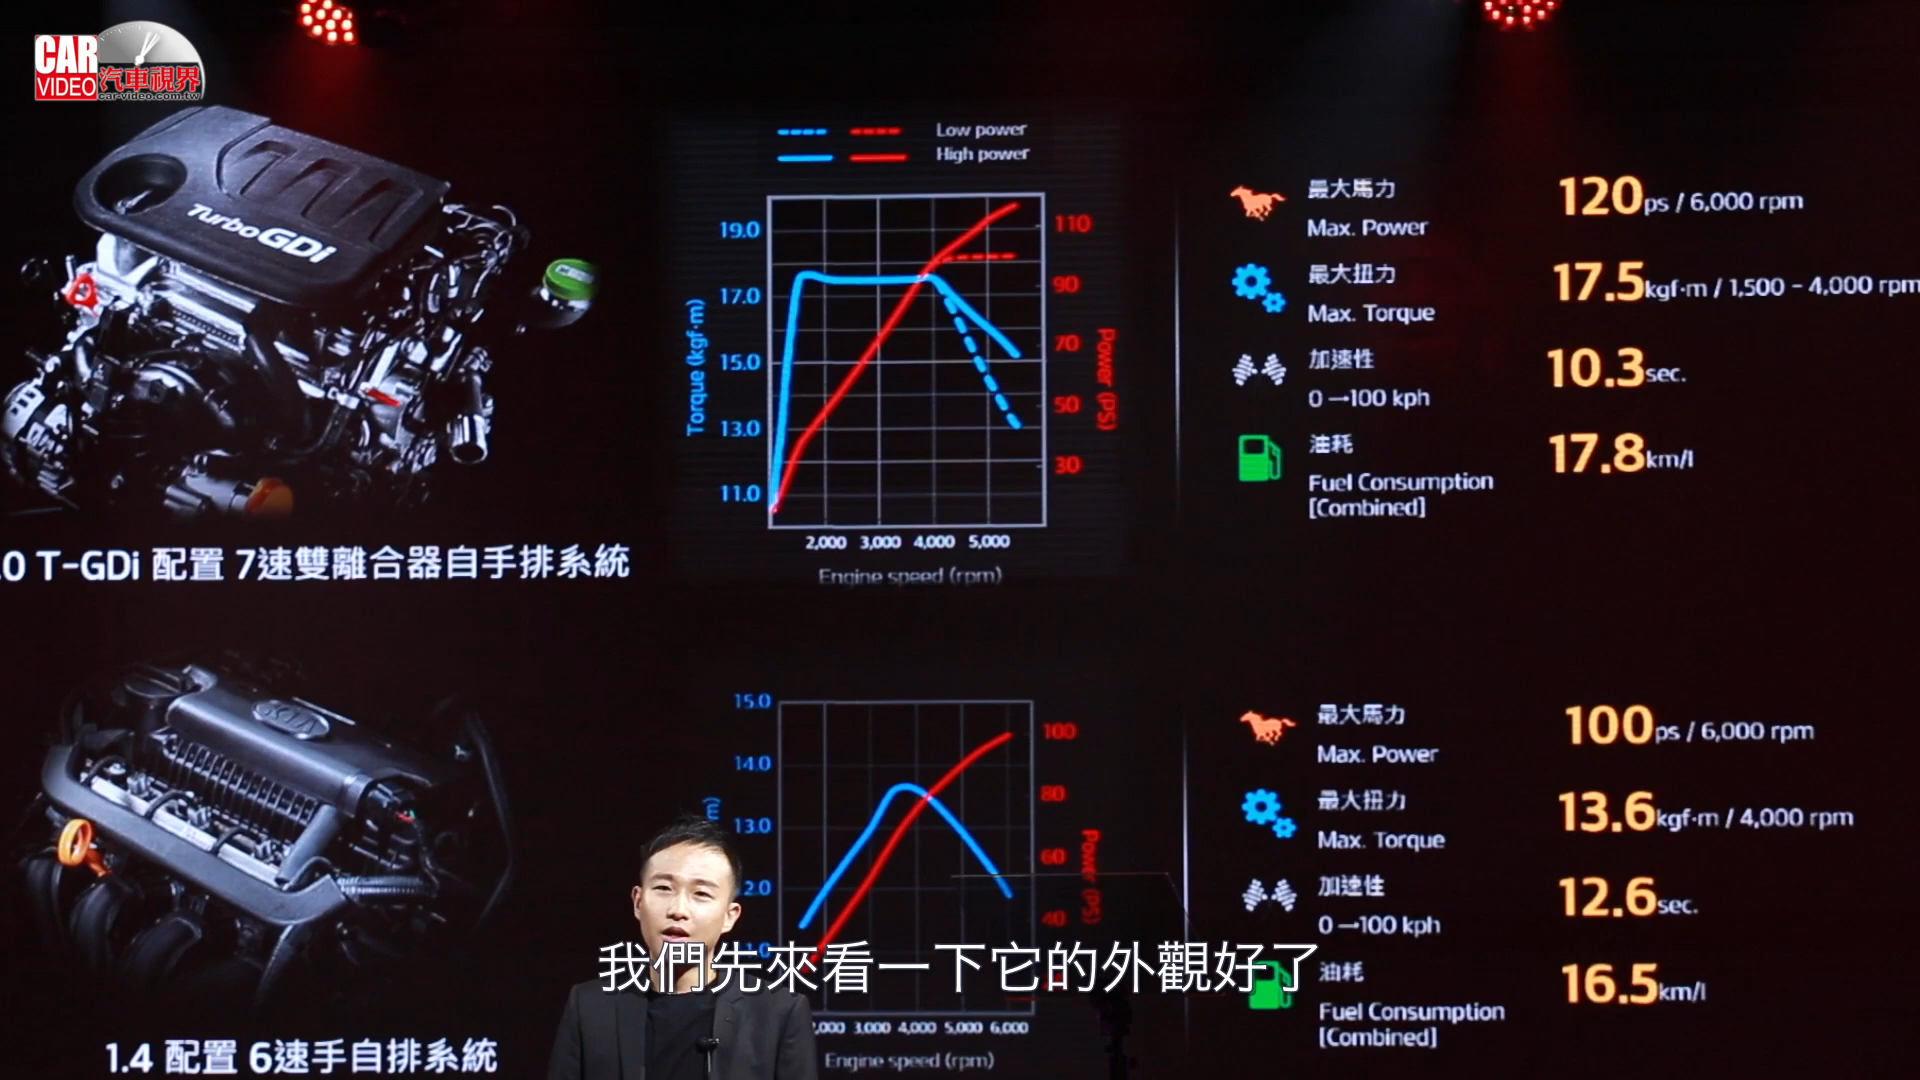 CAR
VIDEO
汽車視界
car-video.com.tw
TurboGDi
.0 T-GDi 配置 7速雙離合器自手排系統
Low power
High power
19.0
17.0
15.0
13.0
11.0
Torque (kgf·m)
110
90
70
50
30
Power (PS)
2,000 3,000 4,000 5,000
Engine speed (rpm)
最大馬力
Max. Power
120ps / 6,000 rpm
最大扭力
Max. Torque
17.5kgf·m / 1,500 - 4,000 rpm
加速性
0→100 kph
10.3sec.
油耗
Fuel Consumption
[Combined]
17.8km/l
KIA
1.4 配置 6速手自排系統
15.0
14.0
13.0
2.0
1.0
m)
100
80
60
40
Power (PS)
,000 3,000 4,000 5,000 6,000
Engine speed (rpm)
最大馬力
Max. Power
100ps / 6,000 rpm
最大扭力
Max. Torque
13.6kgf·m / 4,000 rpm
加速性
0→100 kph
12.6sec.
油耗
Fuel Consumption
[Combined]
16.5km/l
我們先來看一下它的外觀好了